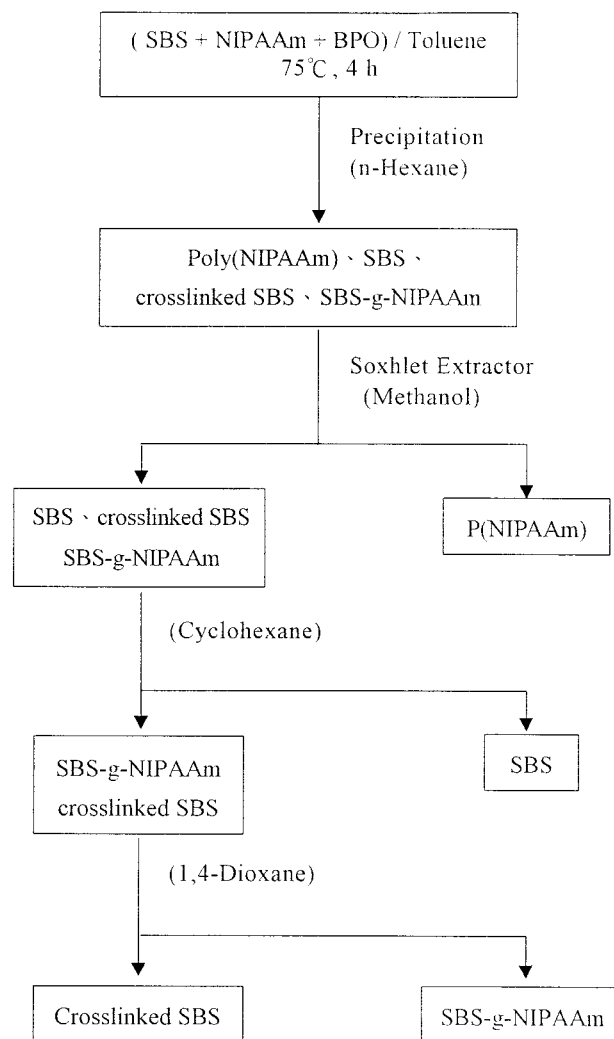 ( SBS + NIPAAm + BPO) / Toluene
75℃ , 4 h
Precipitation
(n-Hexane)
Poly(NIPAAm)、SBS、
crosslinked SBS、SBS-g-NIPAAm
Soxhlet Extractor
(Methanol)
SBS、crosslinked SBS
SBS-g-NIPAAm
P(NIPAAm)
(Cyclohexane)
SBS-g-NIPAAm
crosslinked SBS
SBS
(1,4-Dioxane)
Crosslinked SBS
SBS-g-NIPAAm